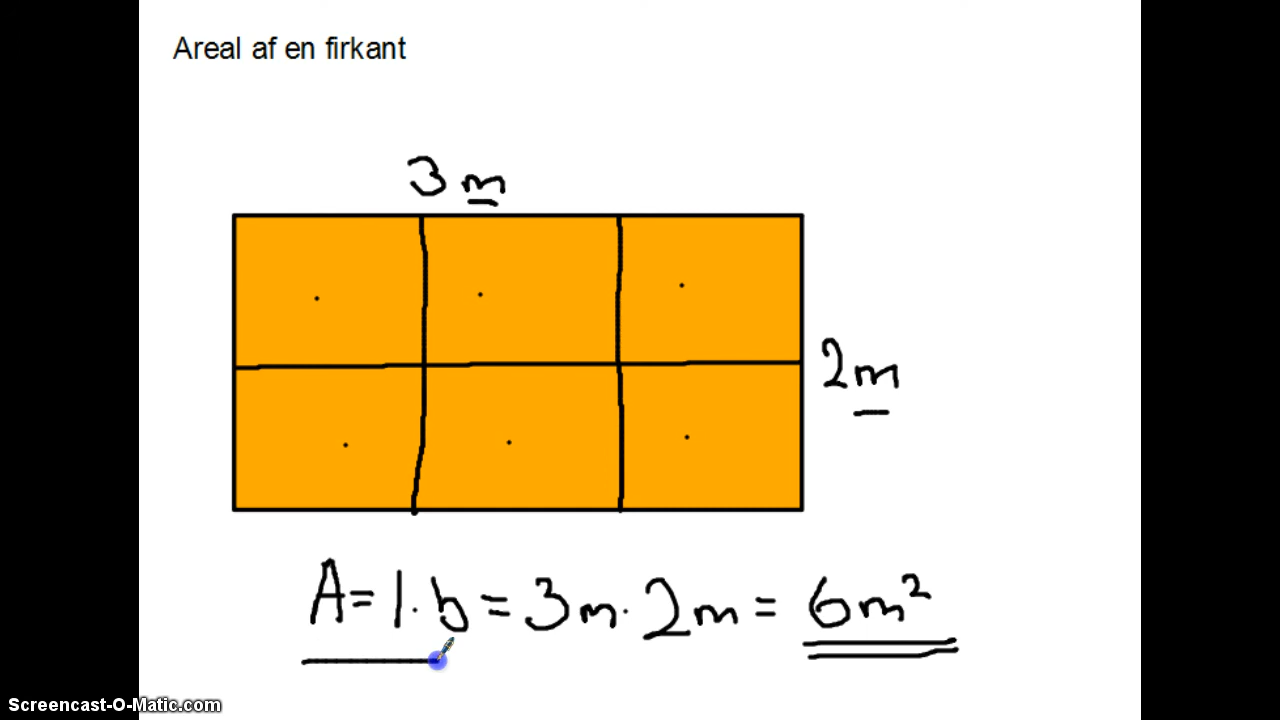 Areal af en firkant
3 m
2m
A = l · b = 3m · 2m = 6m²
Screencast-O-Matic.com